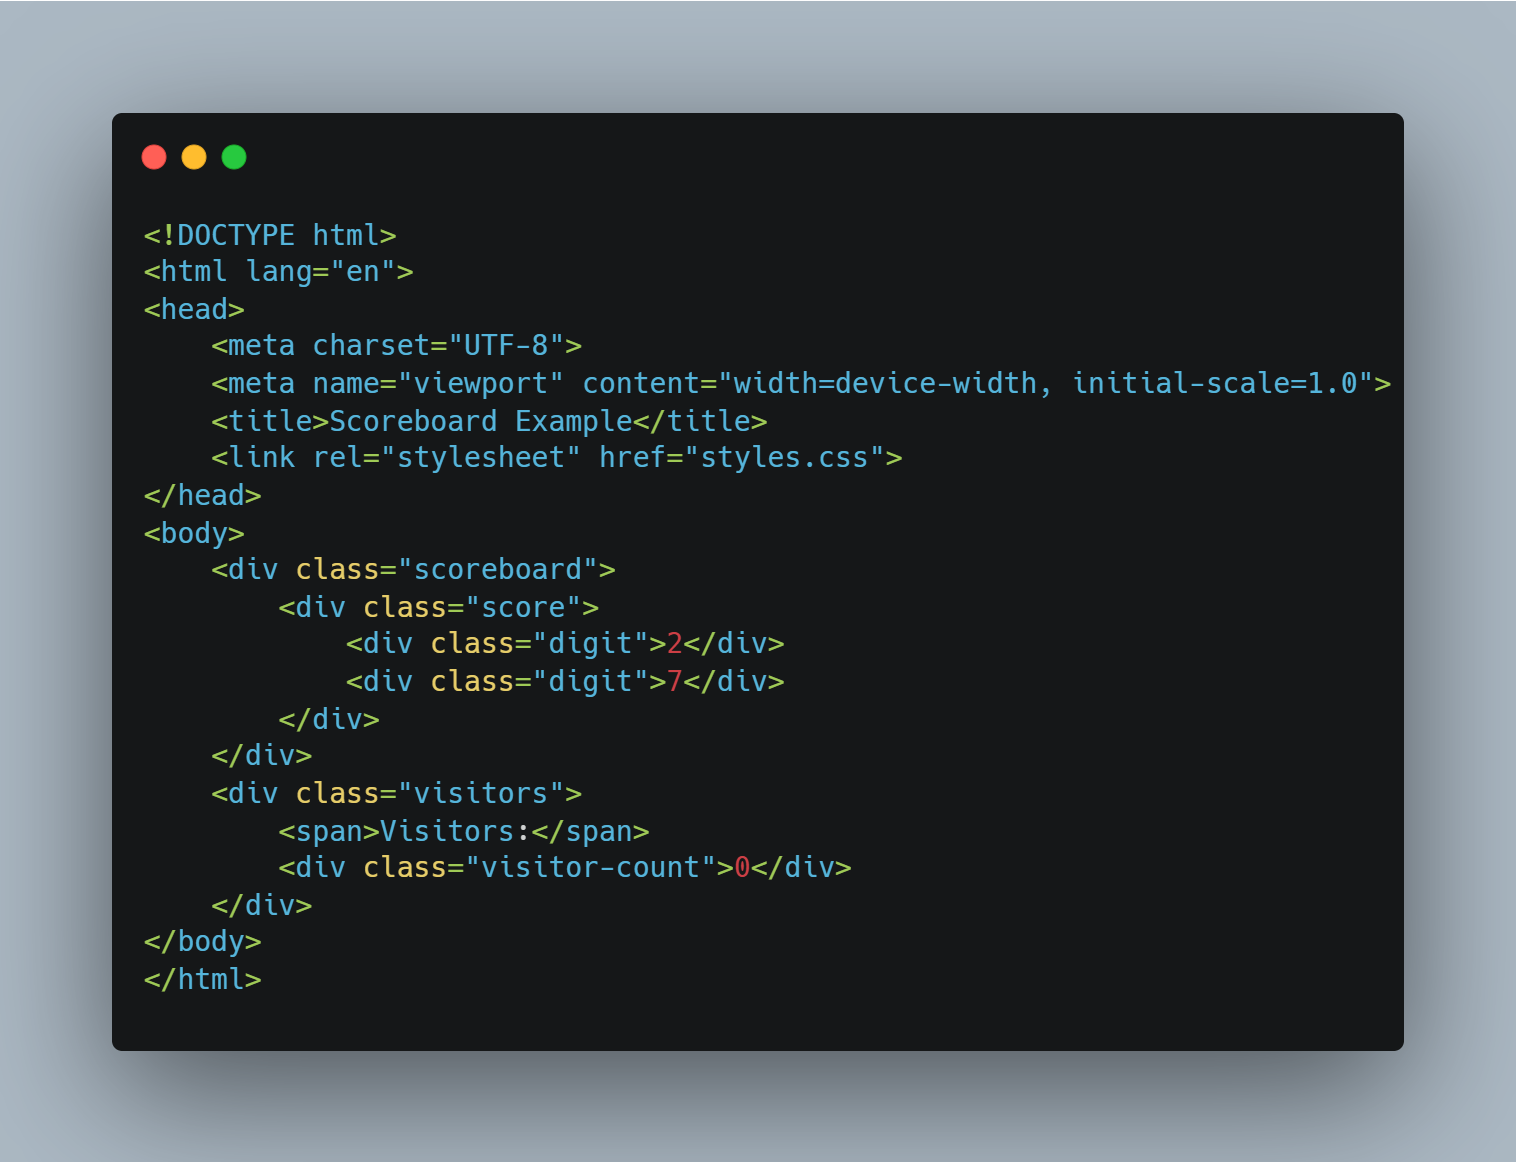 <!DOCTYPE html>
<html lang="en">
<head>
    <meta charset="UTF-8">
    <meta name="viewport" content="width=device-width, initial-scale=1.0">
    <title>Scoreboard Example</title>
    <link rel="stylesheet" href="styles.css">
</head>
<body>
    <div class="scoreboard">
        <div class="score">
            <div class="digit">2</div>
            <div class="digit">7</div>
        </div>
    </div>
    <div class="visitors">
        <span>Visitors:</span>
        <div class="visitor-count">0</div>
    </div>
</body>
</html>